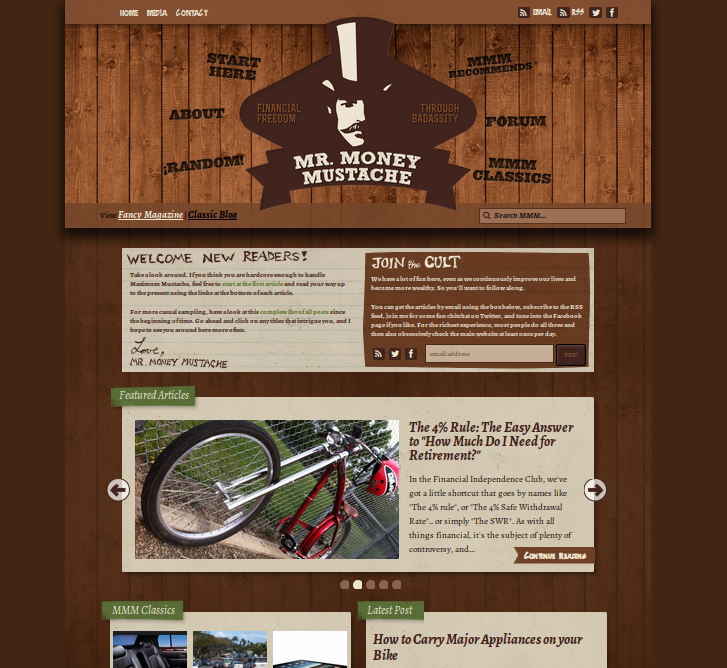 HOME MEDIA CONTACT
EMAIL RSS
START
HERE
MMM
RECOMMENDS
FINANCIAL
FREEDOM
THROUGH
BADASSITY
ABOUT
FORUM
MR. MONEY
MUSTACHE
¡RANDOM!
MMM
CLASSICS
View: Fancy Magazine | Classic Blog
Search MMM...
WELCOME NEW READERS!
Take a look around. If you think you are hardcore enough to handle
Maximum Mustache, feel free to start at the first article and read your way up
to the present using the links at the bottom of each article.
For more casual sampling, have a look at this complete list of all posts since
the beginning of time. Go ahead and click on any titles that intrigue you, and I
hope to see you around here more often.
Love,
MR. MONEY MUSTACHE
JOIN the CULT
We have a lot of fun here, even as we continuously improve our lives and
become more wealthy. So you'll want to follow along.
You can get the articles by email using the box below, subscribe to the RSS
feed, join me for some fun chitchat on Twitter, and tune into the Facebook
page if you like. For the richest experience, most people do all three and
then also obsessively check the main website at least once per day.
email address
YES!
Featured Articles
The 4% Rule: The Easy Answer
to "How Much Do I Need for
Retirement?"
In the Financial Independence Club, we've
got a little shortcut that goes by names like
"The 4% rule", or "The 4% Safe Withdrawal
Rate".. or simply "The SWR". As with all
things financial, it's the subject of plenty of
controversy, and...
Continue Reading
MMM Classics
Latest Post
How to Carry Major Appliances on your
Bike